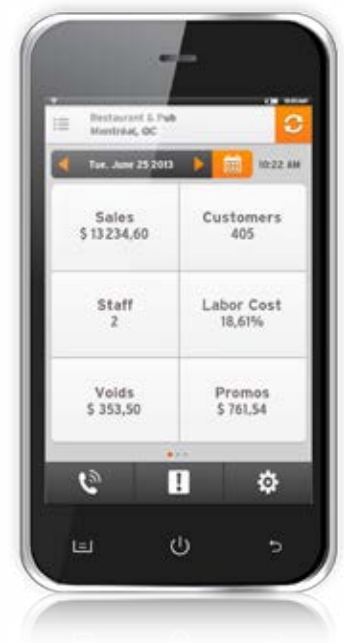 Restaurant & Pub
Montréal, QC
Tue. June 25 2013
10:22 AM
Sales
$ 13 234,60
Customers
405
Staff
2
Labor Cost
18,61%
Voids
$ 353,50
Promos
$ 761,54